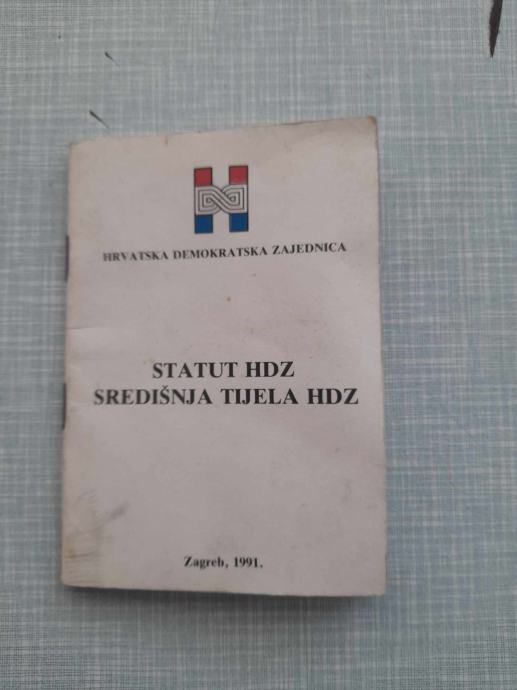 HRVATSKA DEMOKRATSKA ZAJEDNICA
STATUT HDZ
SREDIŠNJA TIJELA HDZ
Zagreb, 1991.